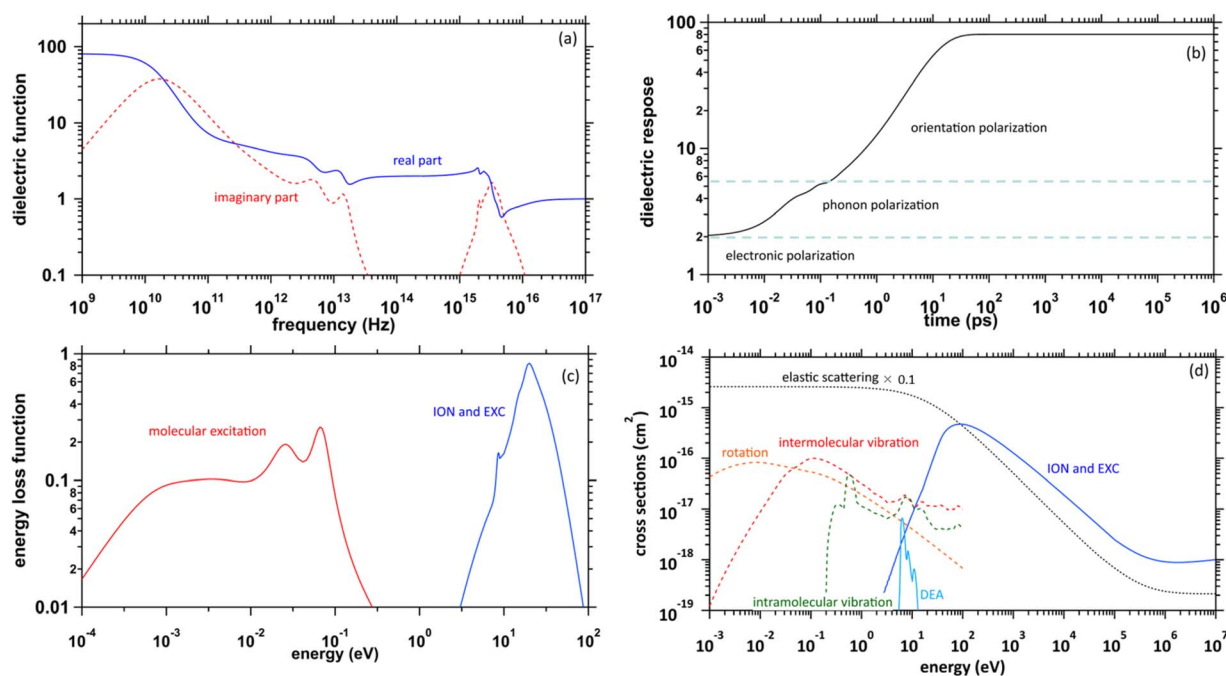 (a)
dielectric function
100
10
1
0.1
real part
imaginary part
10^9 10^10 10^11 10^12 10^13 10^14 10^15 10^16 10^17
frequency (Hz)
(b)
dielectric respose
100
8
6
4
2
10
8
6
4
2
1
orientation polarization
phonon polarization
electronic polarization
10^-3 10^-2 10^-1 10^0 10^1 10^2 10^3 10^4 10^5 10^6
time (ps)
(c)
energy loss function
1
8
6
4
2
0.1
8
6
4
2
0.01
ION and EXC
molecular excitation
10^-4 10^-3 10^-2 10^-1 10^0 10^1 10^2
energy (eV)
(d)
cross sections (cm^2)
10^-14
10^-15
10^-16
10^-17
10^-18
10^-19
elastic scattering × 0.1
intermolecular vibration
rotation
ION and EXC
DEA
intramolecular vibration
10^-3 10^-2 10^-1 10^0 10^1 10^2 10^3 10^4 10^5 10^6 10^7
energy (eV)